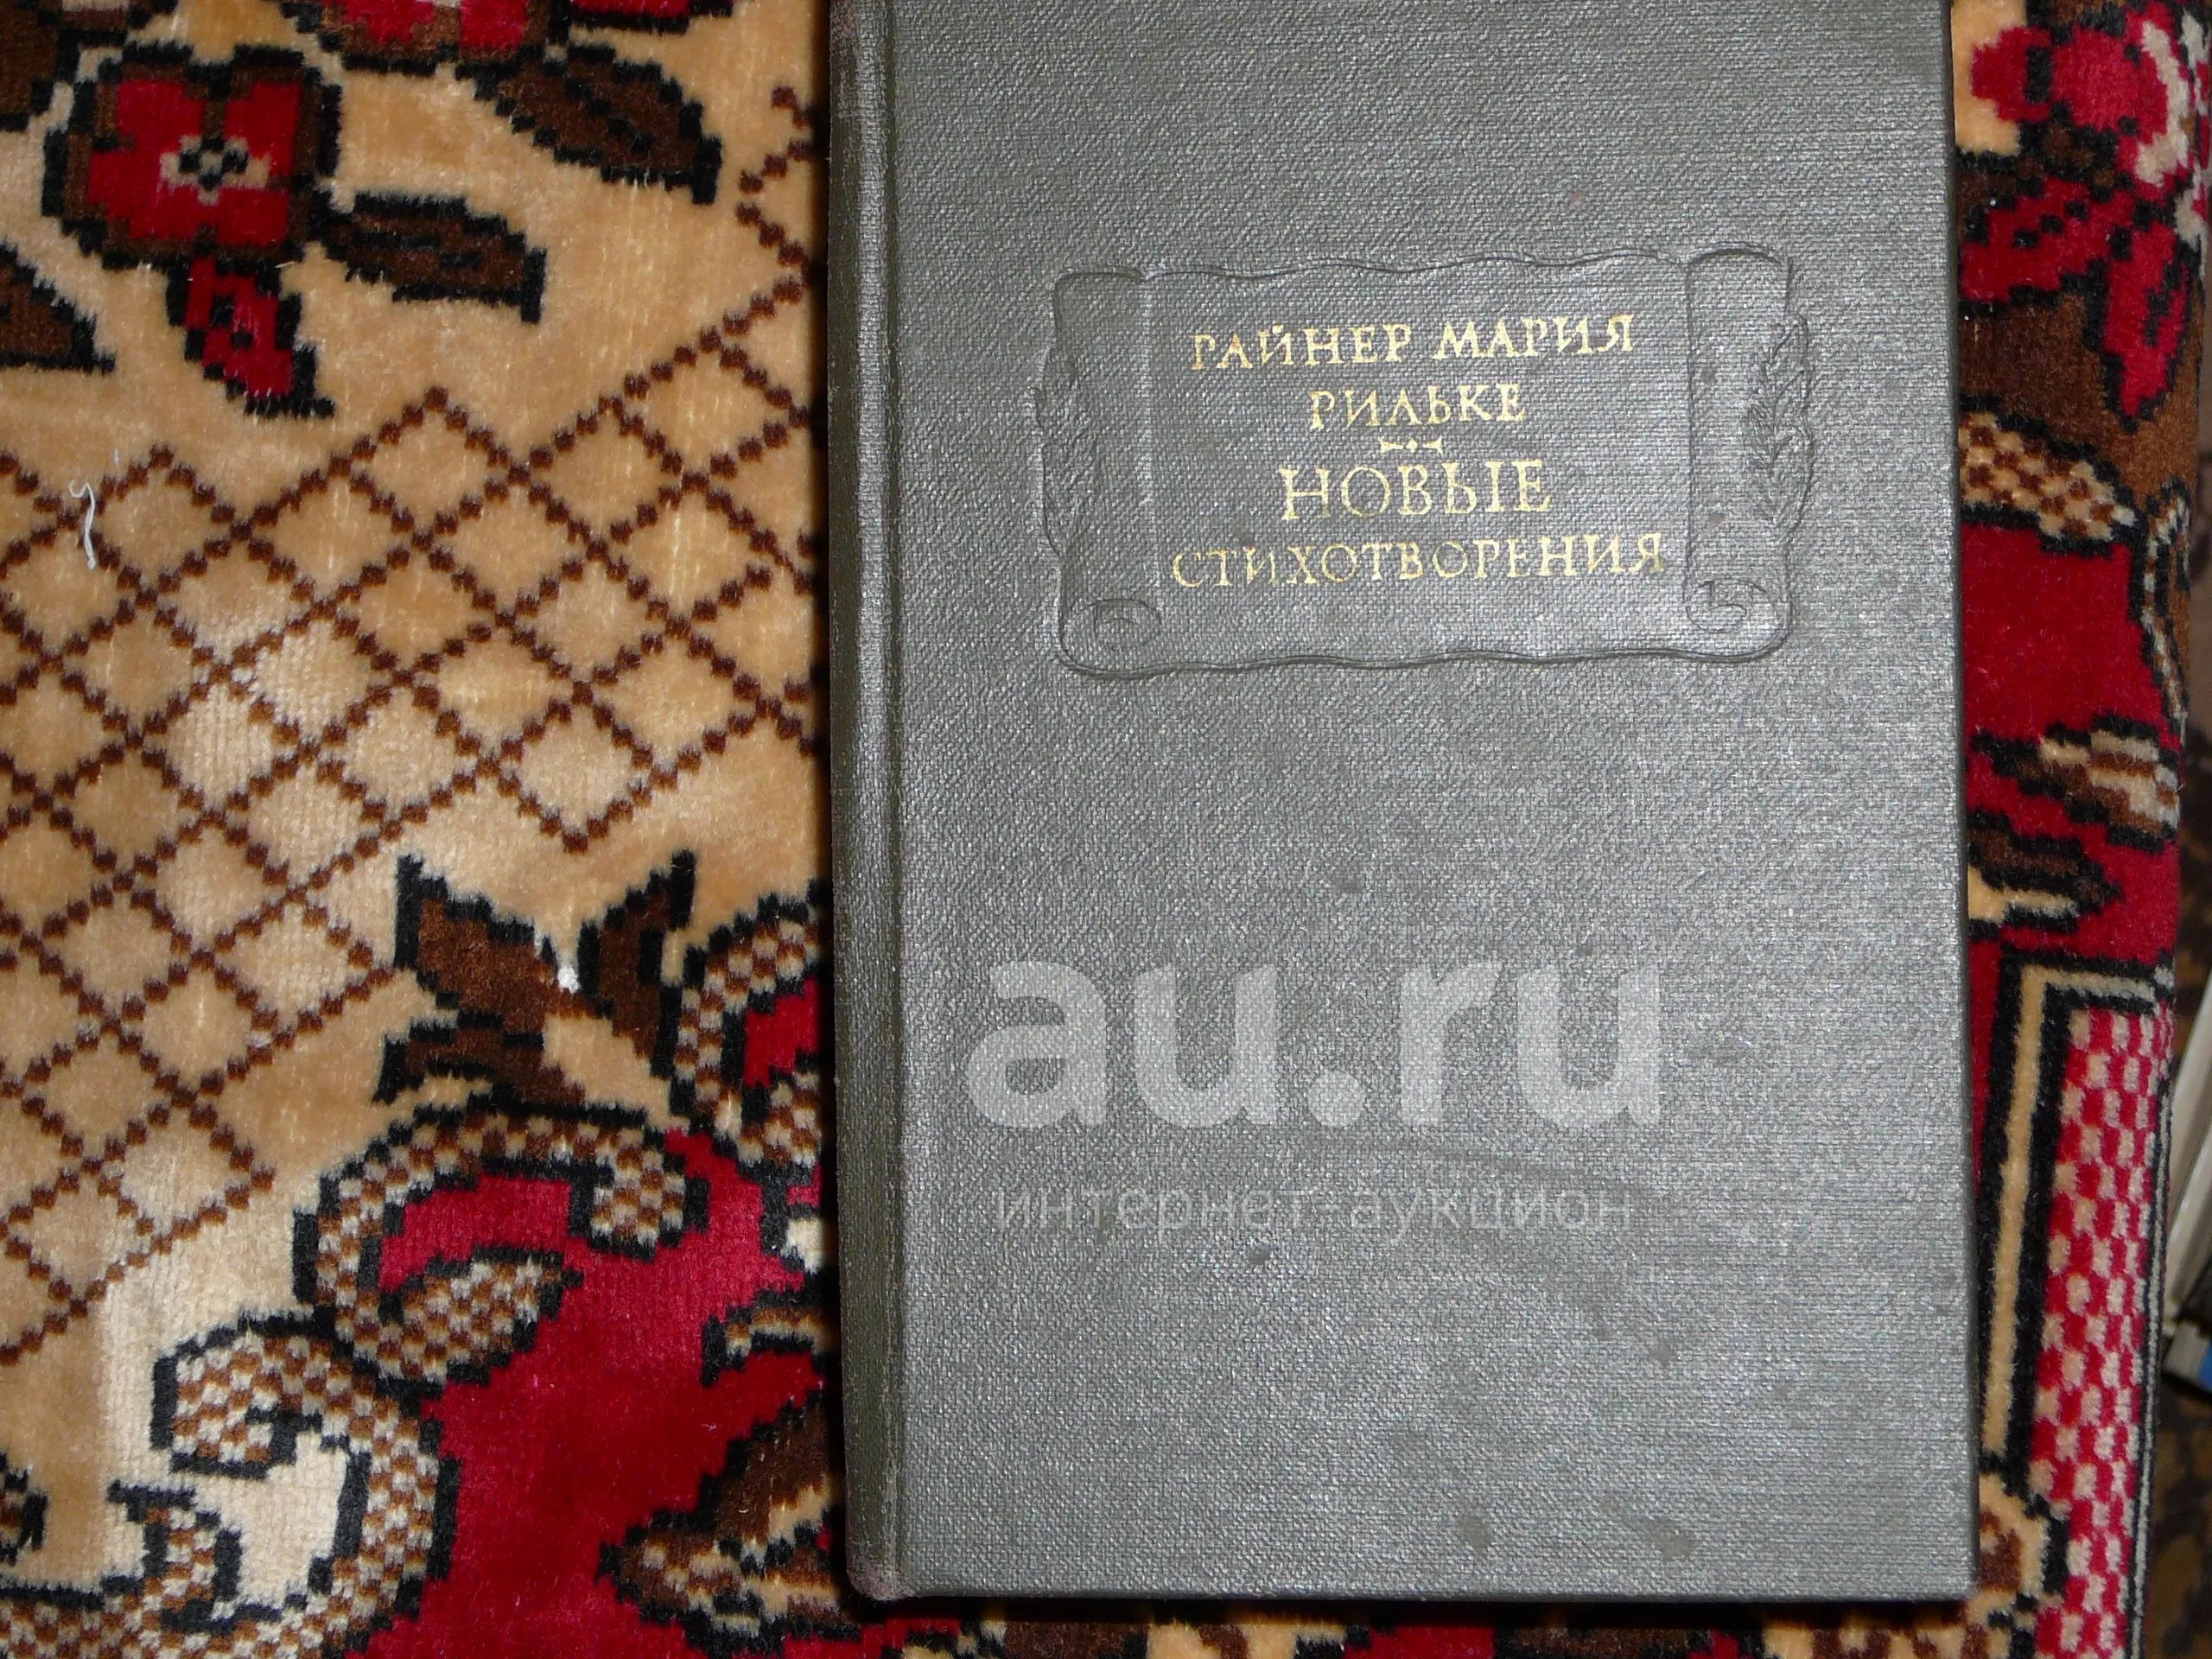 РАЙНЕР МАРИЯ
РИЛЬКЕ
НОВЫЕ
СТИХОТВОРЕНИЯ
au.ru
интернет-аукцион